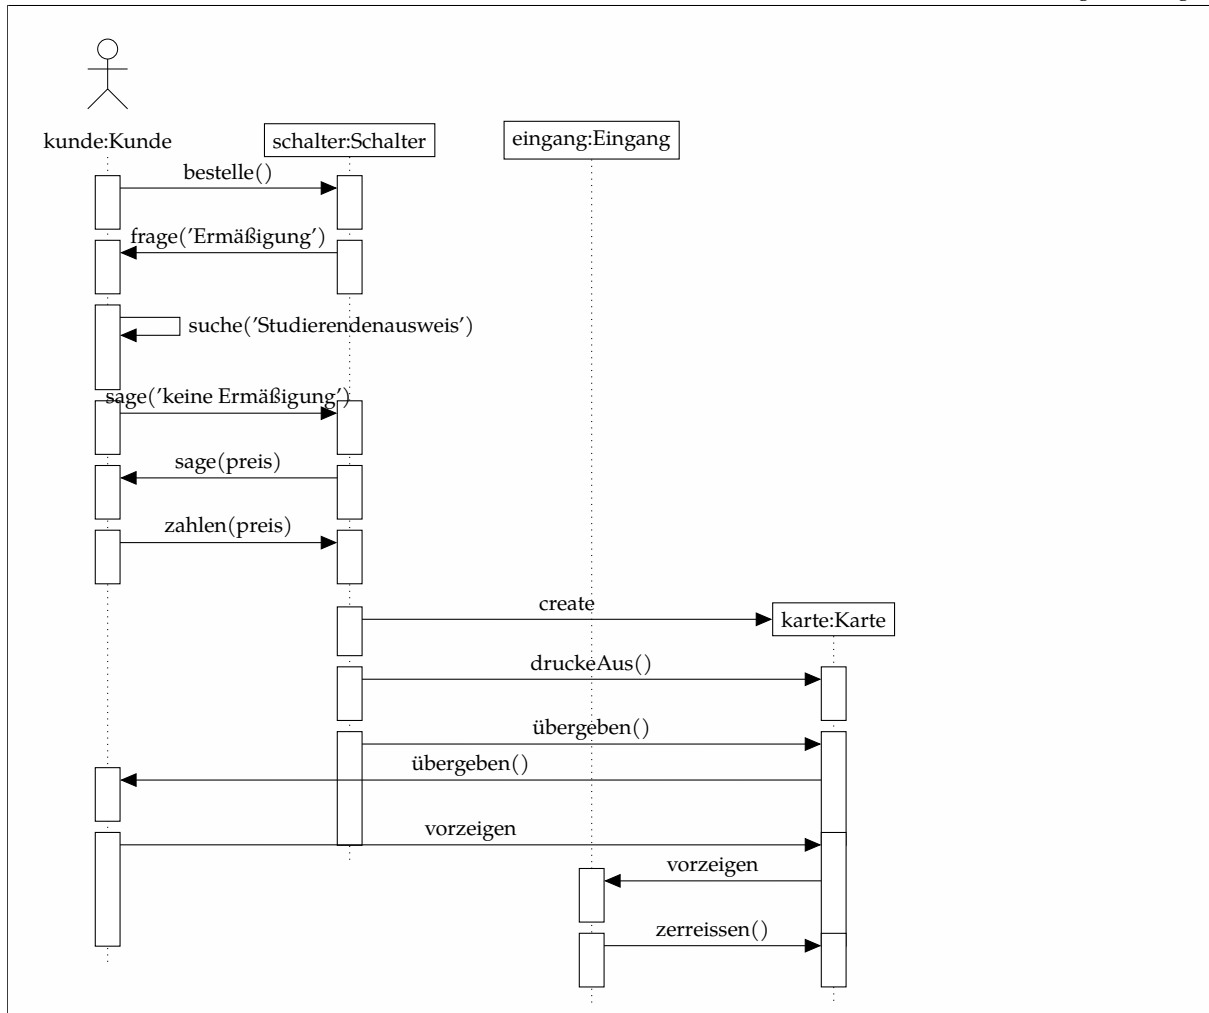 kunde:Kunde
schalter:Schalter
eingang:Eingang
bestelle()
frage('Ermäßigung')
suche('Studierendenausweis')
sage('keine Ermäßigung')
sage(preis)
zahlen(preis)
create
karte:Karte
druckeAus()
übergeben()
übergeben()
vorzeigen
vorzeigen
zerreissen()